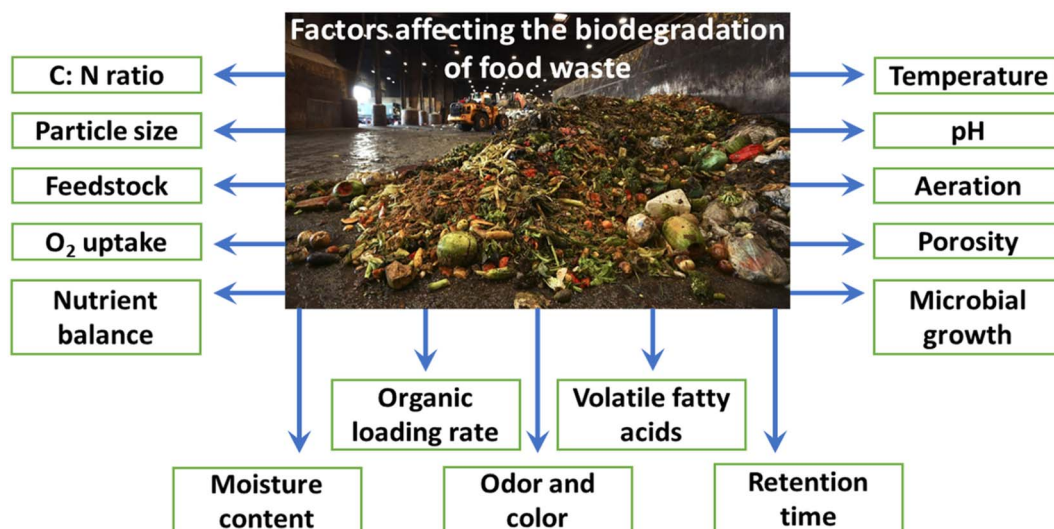 Factors affecting the biodegradation
of food waste
C: N ratio
Particle size
Feedstock
O₂ uptake
Nutrient
balance
Temperature
pH
Aeration
Porosity
Microbial
growth
Organic
loading rate
Volatile fatty
acids
Moisture
content
Odor and
color
Retention
time